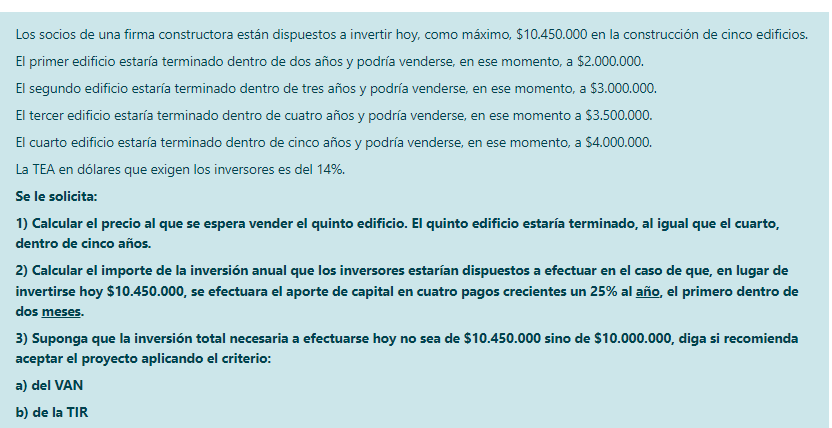 Los socios de una firma constructora están dispuestos a invertir hoy, como máximo, $10.450.000 en la construcción de cinco edificios.
El primer edificio estaría terminado dentro de dos años y podría venderse, en ese momento, a $2.000.000.
El segundo edificio estaría terminado dentro de tres años y podría venderse, en ese momento, a $3.000.000.
El tercer edificio estaría terminado dentro de cuatro años y podría venderse, en ese momento a $3.500.000.
El cuarto edificio estaría terminado dentro de cinco años y podría venderse, en ese momento, a $4.000.000.
La TEA en dólares que exigen los inversores es del 14%.
Se le solicita:
1) Calcular el precio al que se espera vender el quinto edificio. El quinto edificio estaría terminado, al igual que el cuarto,
dentro de cinco años.
2) Calcular el importe de la inversión anual que los inversores estarían dispuestos a efectuar en el caso de que, en lugar de
invertirse hoy $10.450.000, se efectuara el aporte de capital en cuatro pagos crecientes un 25% al año, el primero dentro de
dos meses.
3) Suponga que la inversión total necesaria a efectuarse hoy no sea de $10.450.000 sino de $10.000.000, diga si recomienda
aceptar el proyecto aplicando el criterio:
a) del VAN
b) de la TIR